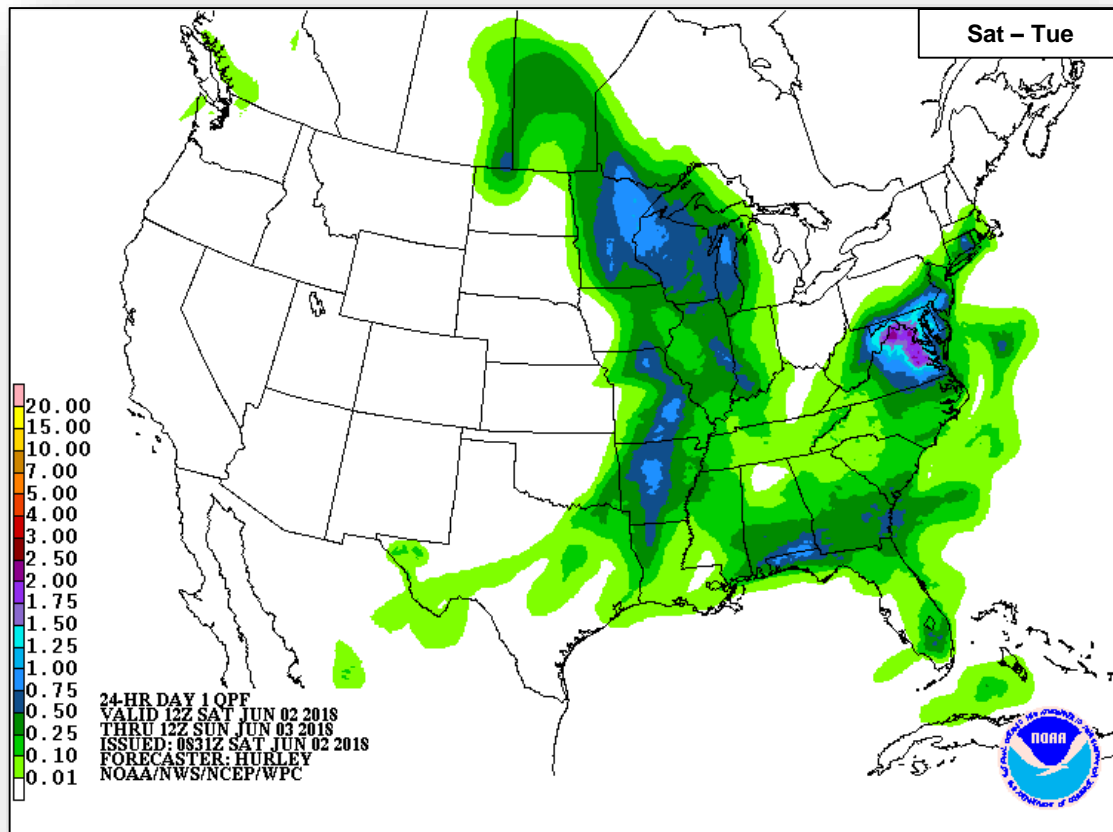 Sat – Tue
20.00
15.00
10.00
7.00
5.00
4.00
3.00
2.50
2.00
1.75
1.50
1.25
1.00
0.75
0.50
0.25
0.10
0.01
24-HR DAY 1 QPF
VALID 12Z SAT JUN 02 2018
THRU 12Z SUN JUN 03 2018
ISSUED: 0831Z SAT JUN 02 2018
FORECASTER: HURLEY
NOAA/NWS/NCEP/WPC
NOAA